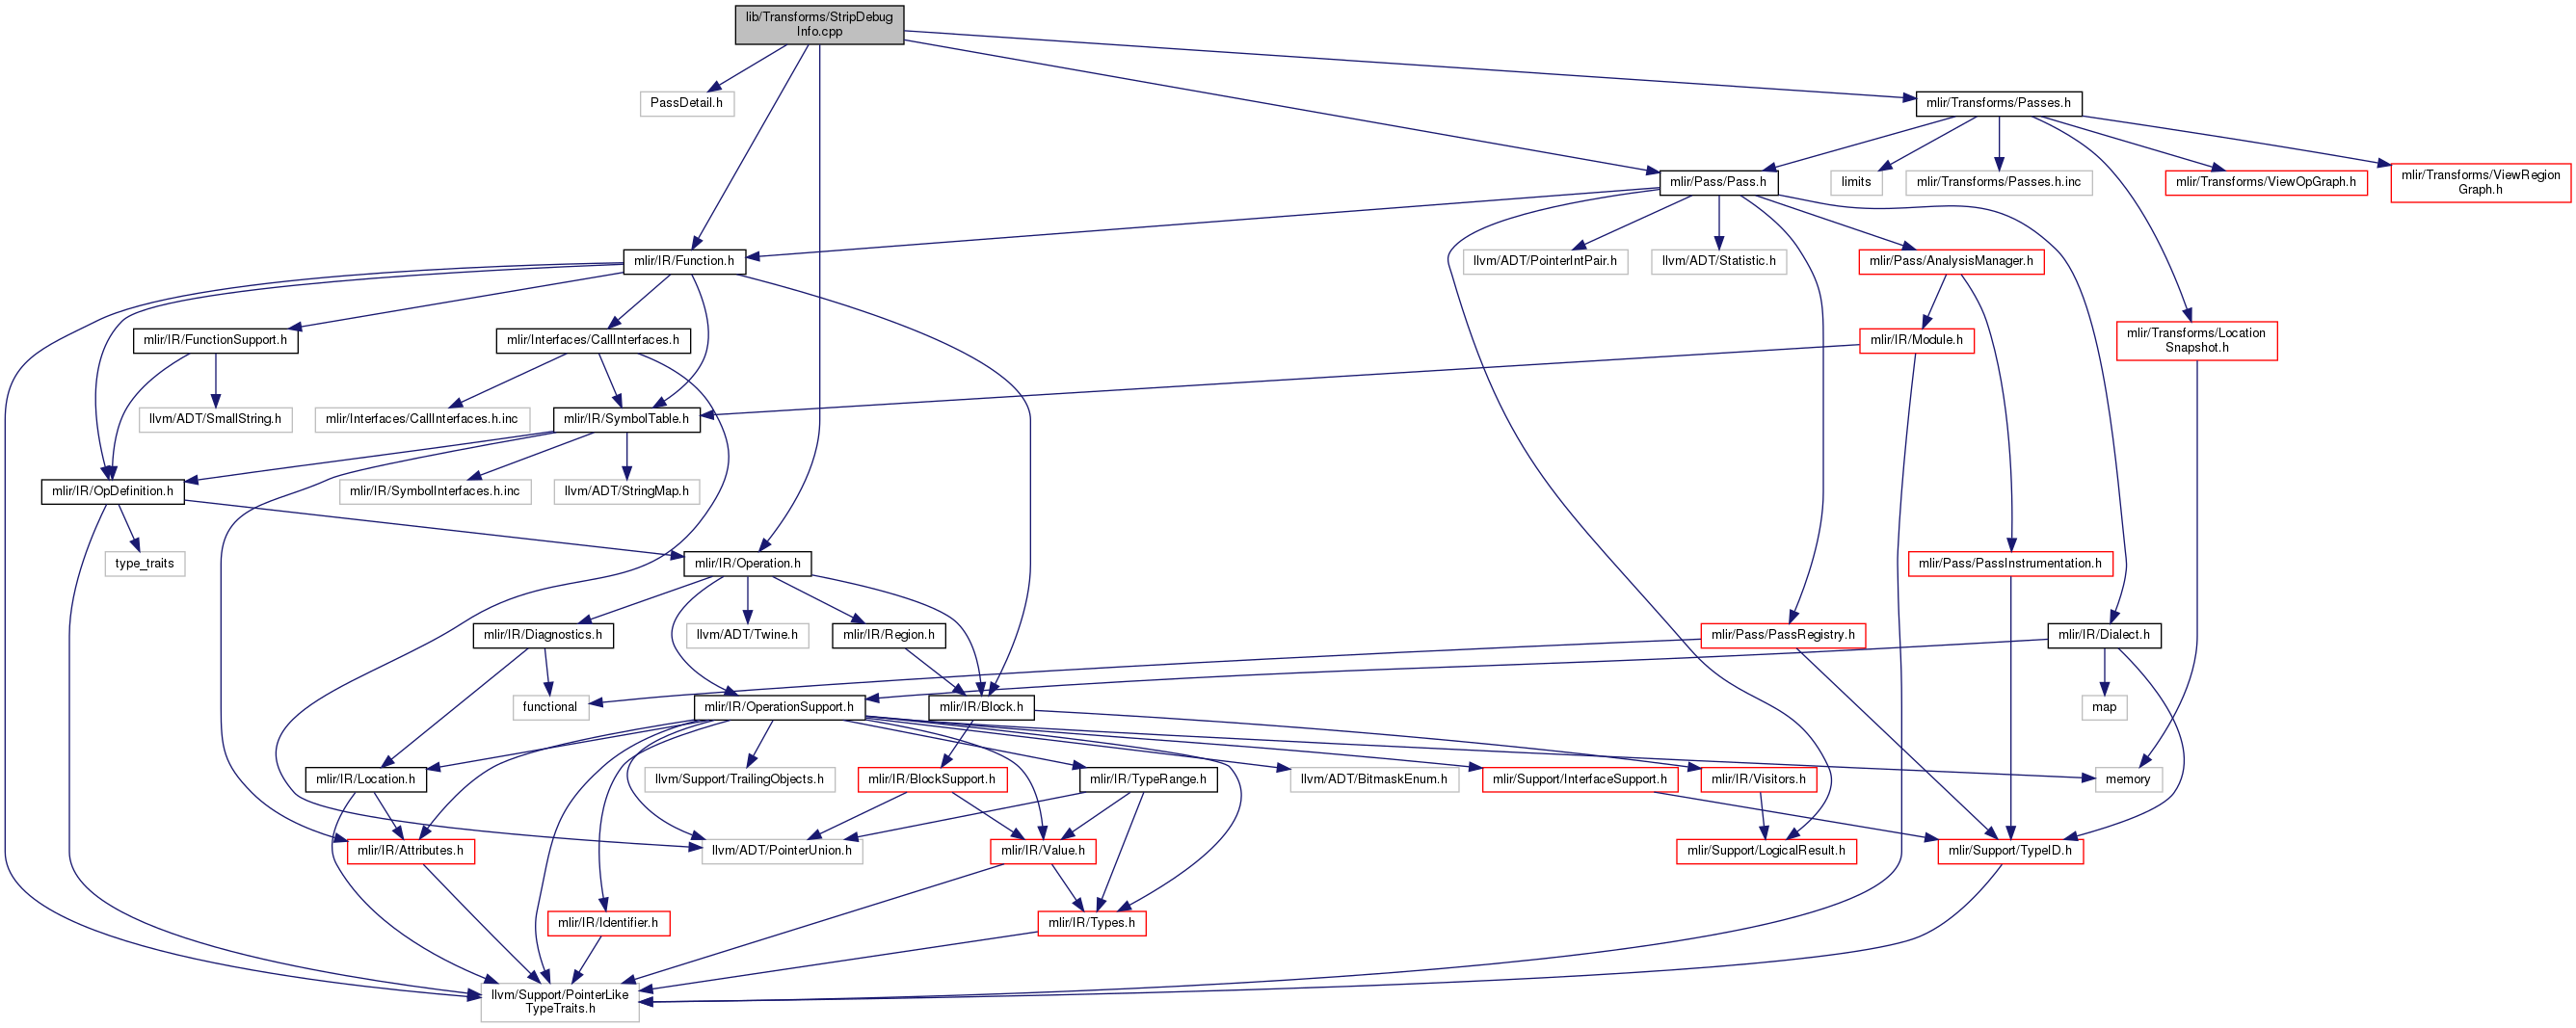 lib/Transforms/StripDebug
Info.cpp
PassDetail.h
mlir/Transforms/Passes.h
mlir/Pass/Pass.h
limits
mlir/Transforms/Passes.h.inc
mlir/Transforms/ViewOpGraph.h
mlir/Transforms/ViewRegion
Graph.h
mlir/IR/Function.h
llvm/ADT/PointerIntPair.h
llvm/ADT/Statistic.h
mlir/Pass/AnalysisManager.h
mlir/IR/FunctionSupport.h
mlir/Interfaces/CallInterfaces.h
mlir/IR/Module.h
mlir/Transforms/Location
Snapshot.h
llvm/ADT/SmallString.h
mlir/Interfaces/CallInterfaces.h.inc
mlir/IR/SymbolTable.h
mlir/IR/OpDefinition.h
mlir/IR/SymbolInterfaces.h.inc
llvm/ADT/StringMap.h
type_traits
mlir/IR/Operation.h
mlir/Pass/PassInstrumentation.h
mlir/IR/Diagnostics.h
llvm/ADT/Twine.h
mlir/IR/Region.h
mlir/Pass/PassRegistry.h
mlir/IR/Dialect.h
functional
mlir/IR/OperationSupport.h
mlir/IR/Block.h
map
mlir/IR/Location.h
llvm/Support/TrailingObjects.h
mlir/IR/BlockSupport.h
mlir/IR/TypeRange.h
llvm/ADT/BitmaskEnum.h
mlir/Support/InterfaceSupport.h
mlir/IR/Visitors.h
memory
mlir/IR/Attributes.h
llvm/ADT/PointerUnion.h
mlir/IR/Value.h
mlir/Support/LogicalResult.h
mlir/Support/TypeID.h
mlir/IR/Identifier.h
mlir/IR/Types.h
llvm/Support/PointerLike
TypeTraits.h